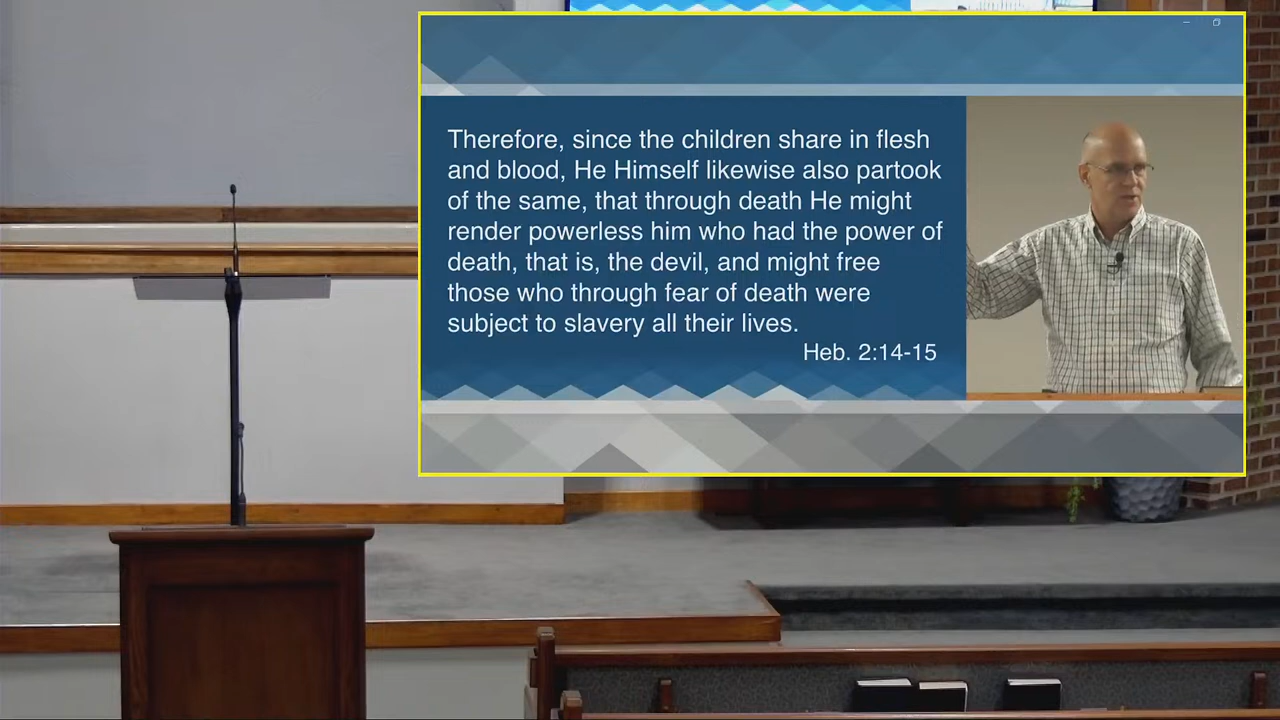 Therefore, since the children share in flesh
and blood, He Himself likewise also partook
of the same, that through death He might
render powerless him who had the power of
death, that is, the devil, and might free
those who through fear of death were
subject to slavery all their lives.
Heb. 2:14-15